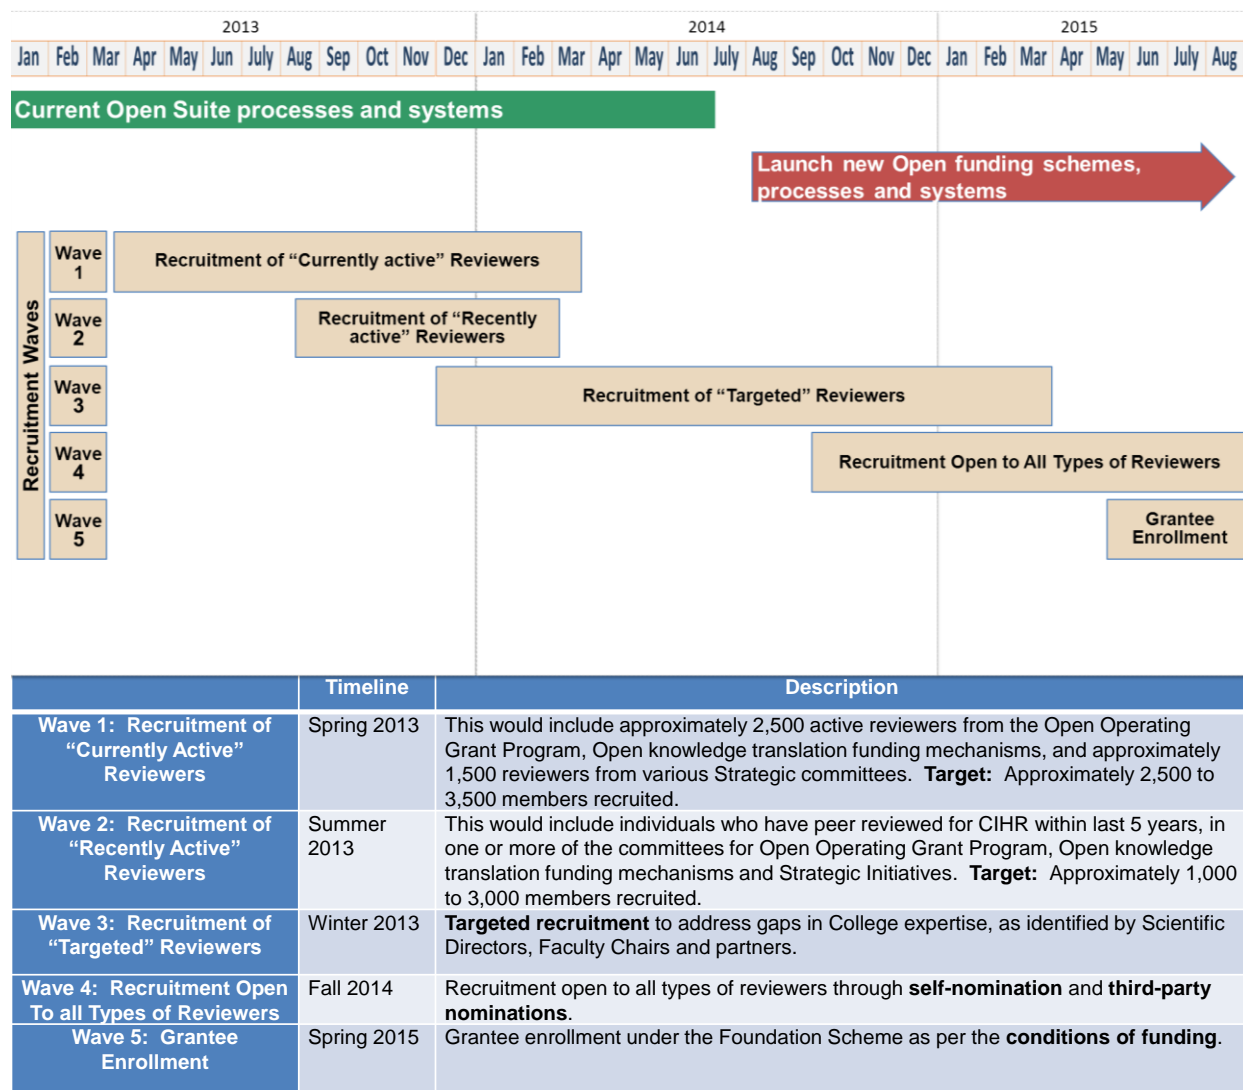 2013 2014 2015
Jan Feb Mar Apr May Jun July Aug Sep Oct Nov Dec Jan Feb Mar Apr May Jun July Aug Sep Oct Nov Dec Jan Feb Mar Apr May Jun July Aug
Current Open Suite processes and systems
Launch new Open funding schemes,
processes and systems
Recruitment Waves
Wave
1
Recruitment of “Currently active” Reviewers
Wave
2
Recruitment of “Recently
active” Reviewers
Wave
3
Recruitment of “Targeted” Reviewers
Wave
4
Recruitment Open to All Types of Reviewers
Wave
5
Grantee
Enrollment
Timeline Description
Wave 1: Recruitment of
“Currently Active”
Reviewers
Spring 2013
This would include approximately 2,500 active reviewers from the Open Operating
Grant Program, Open knowledge translation funding mechanisms, and approximately
1,500 reviewers from various Strategic committees. Target: Approximately 2,500 to
3,500 members recruited.
Wave 2: Recruitment of
“Recently Active”
Reviewers
Summer
2013
This would include individuals who have peer reviewed for CIHR within last 5 years, in
one or more of the committees for Open Operating Grant Program, Open knowledge
translation funding mechanisms and Strategic Initiatives. Target: Approximately 1,000
to 3,000 members recruited.
Wave 3: Recruitment of
“Targeted” Reviewers
Winter 2013
Targeted recruitment to address gaps in College expertise, as identified by Scientific
Directors, Faculty Chairs and partners.
Wave 4: Recruitment Open
To all Types of Reviewers
Fall 2014
Recruitment open to all types of reviewers through self-nomination and third-party
nominations.
Wave 5: Grantee
Enrollment
Spring 2015
Grantee enrollment under the Foundation Scheme as per the conditions of funding.